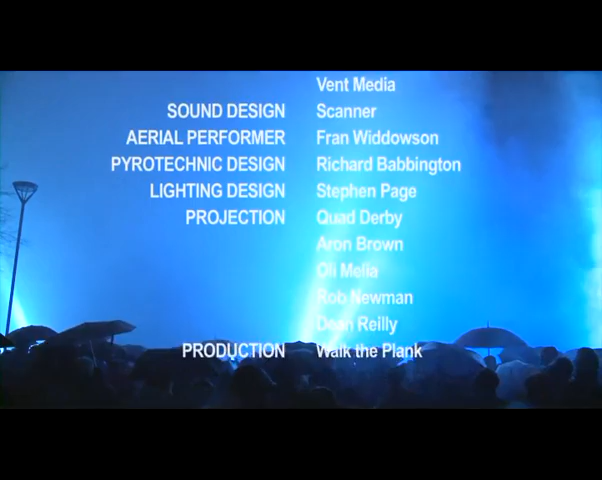 Vent Media
SOUND DESIGN Scanner
AERIAL PERFORMER Fran Widdowson
PYROTECHNIC DESIGN Richard Babbington
LIGHTING DESIGN Stephen Page
PROJECTION Quad Derby
Aron Brown
Oli Melia
Rob Newman
Dean Reilly
PRODUCTION Walk the Plank